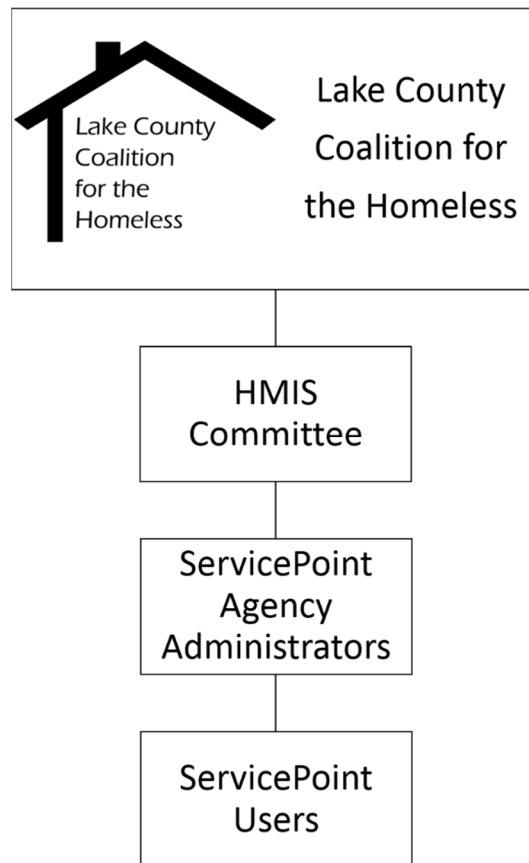 Lake County
Coalition
for the
Homeless
Lake County
Coalition for
the Homeless
HMIS
Committee
ServicePoint
Agency
Administrators
ServicePoint
Users